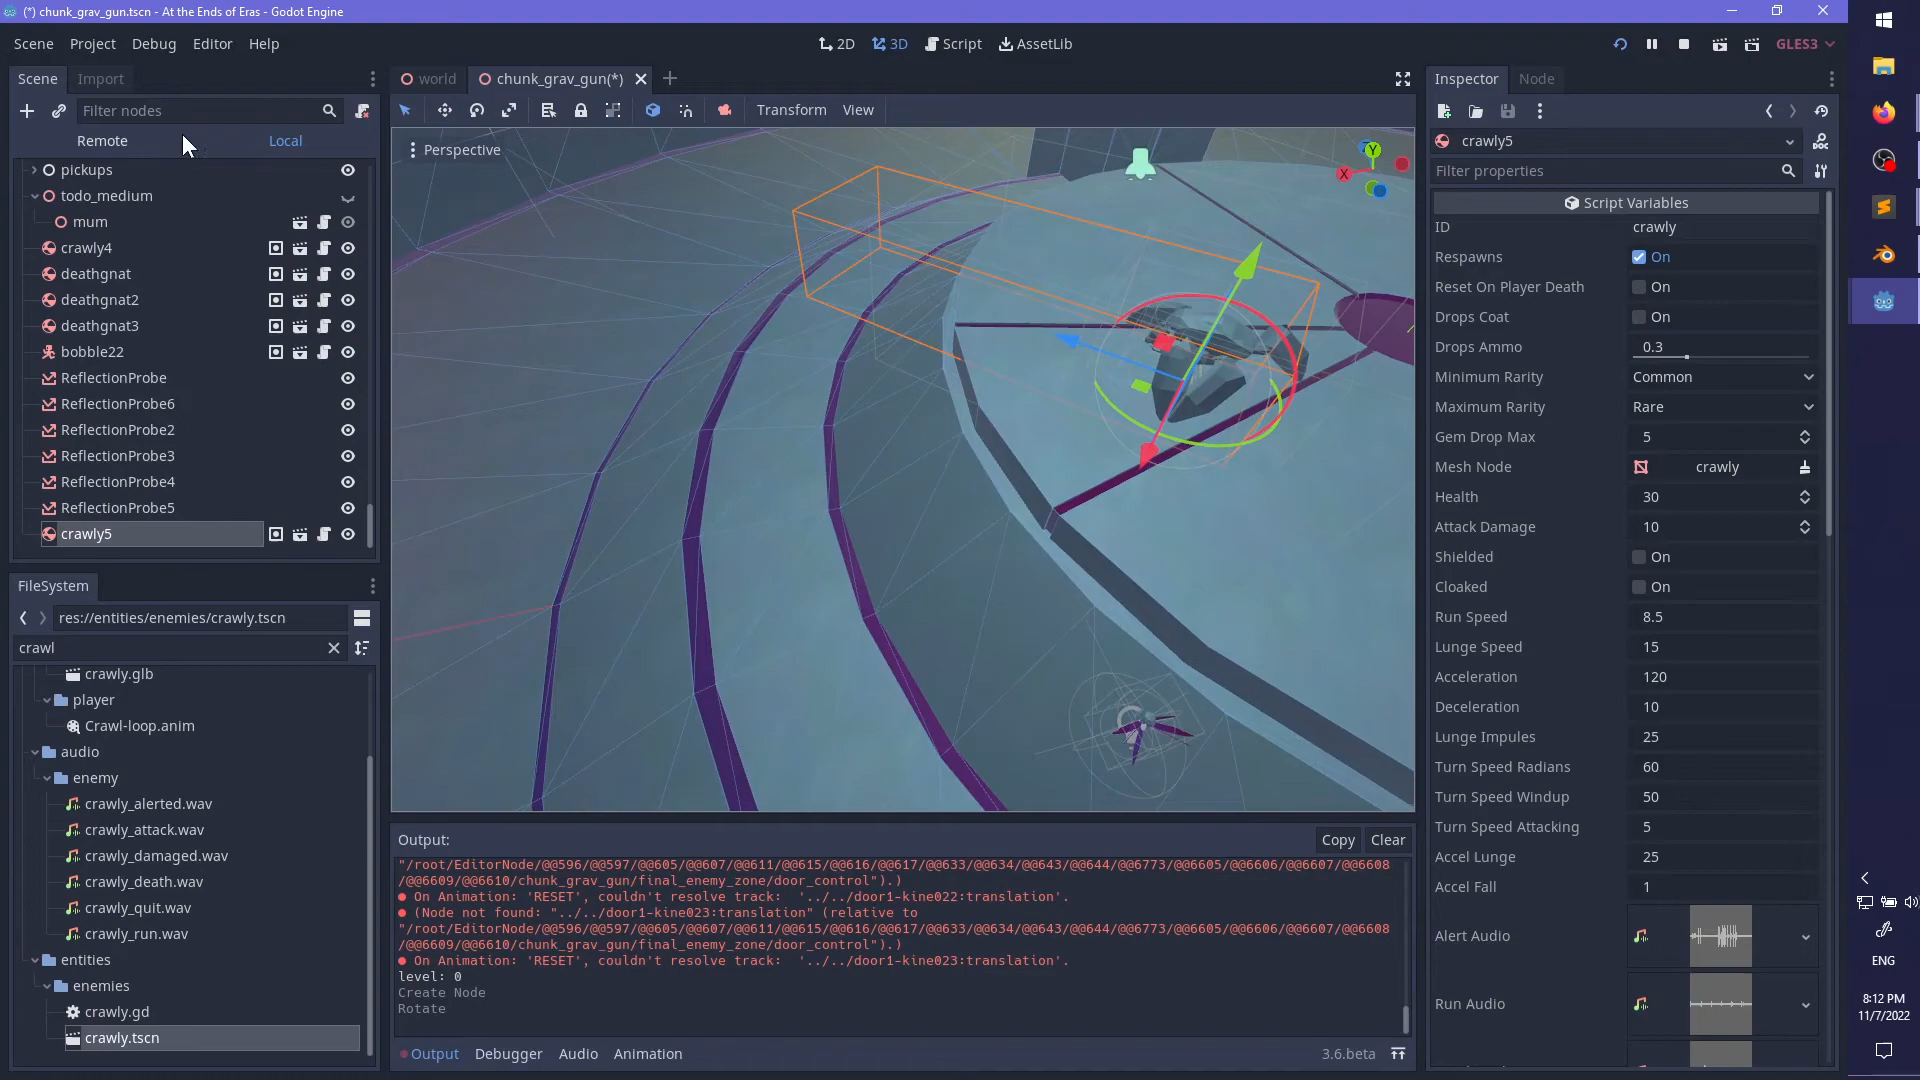 (*) chunk_grav_gun.tscn - At the Ends of Eras - Godot Engine
Scene Project Debug Editor Help
2D 3D Script AssetLib
GLES3
Scene Import
Filter nodes
Remote Local
pickups
todo_medium
mum
crawly4
deathgnat
deathgnat2
deathgnat3
bobble22
ReflectionProbe
ReflectionProbe6
ReflectionProbe2
ReflectionProbe3
ReflectionProbe4
ReflectionProbe5
crawly5
FileSystem
res://entities/enemies/crawly.tscn
crawl
crawly.glb
player
Crawl-loop.anim
audio
enemy
crawly_alerted.wav
crawly_attack.wav
crawly_damaged.wav
crawly_death.wav
crawly_quit.wav
crawly_run.wav
entities
enemies
crawly.gd
crawly.tscn
world chunk_grav_gun(*)
Transform View
Perspective
Y
X
Output:
Copy Clear
"/root/EditorNode/@@596/@@597/@@605/@@607/@@611/@@615/@@616/@@617/@@633/@@634/@@643/@@644/@@6773/@@6605/@@6606/@@6607/@@6608
/@@6609/@@6610/chunk_grav_gun/final_enemy_zone/door_control").)
On Animation: 'RESET', couldn't resolve track:  '../../door1-kine022:translation'.
(Node not found: "../../door1-kine023:translation" (relative to
"/root/EditorNode/@@596/@@597/@@605/@@607/@@611/@@615/@@616/@@617/@@633/@@634/@@643/@@644/@@6773/@@6605/@@6606/@@6607/@@6608
/@@6609/@@6610/chunk_grav_gun/final_enemy_zone/door_control").)
On Animation: 'RESET', couldn't resolve track:  '../../door1-kine023:translation'.
level: 0
Create Node
Rotate
Output Debugger Audio Animation
3.6.beta
Inspector Node
crawly5
DOC
Filter properties
Script Variables
ID crawly
Respawns On
Reset On Player Death On
Drops Coat On
Drops Ammo 0.3
Minimum Rarity Common
Maximum Rarity Rare
Gem Drop Max 5
Mesh Node crawly
Health 30
Attack Damage 10
Shielded On
Cloaked On
Run Speed 8.5
Lunge Speed 15
Acceleration 120
Deceleration 10
Lunge Impules 25
Turn Speed Radians 60
Turn Speed Windup 50
Turn Speed Attacking 5
Accel Lunge 25
Accel Fall 1
Alert Audio
Run Audio
ENG
8:12 PM
11/7/2022